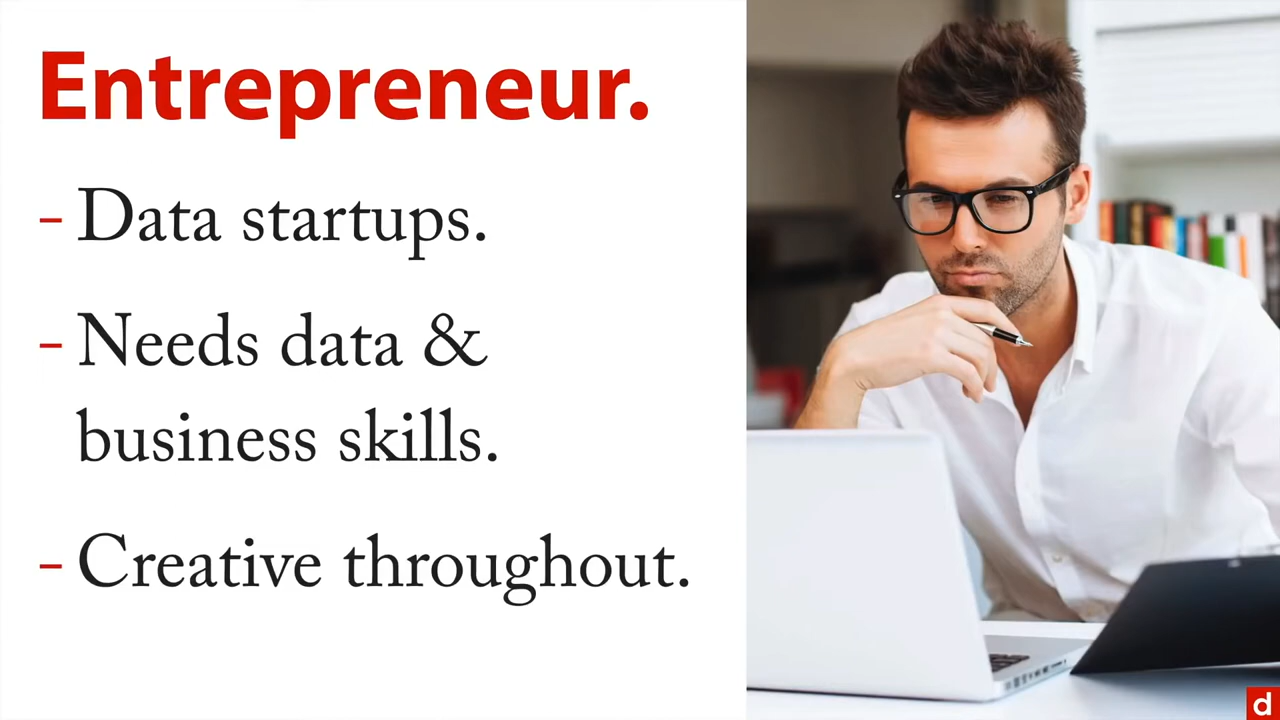 Entrepreneur.
- Data startups.
- Needs data &
business skills.
- Creative throughout.
d